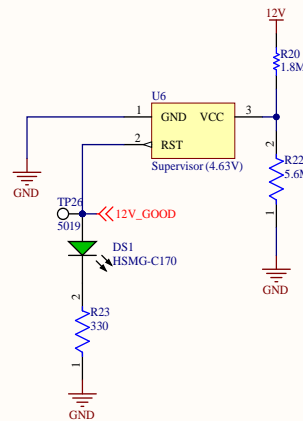 12V
R20
1.8M
U6
1
GND
VCC
3
2
RST
Supervisor (4.63V)
2
R22
5.6M
1
GND
GND
TP26
5019
12V_GOOD
DS1
HSMG-C170
2
R23
330
1
GND